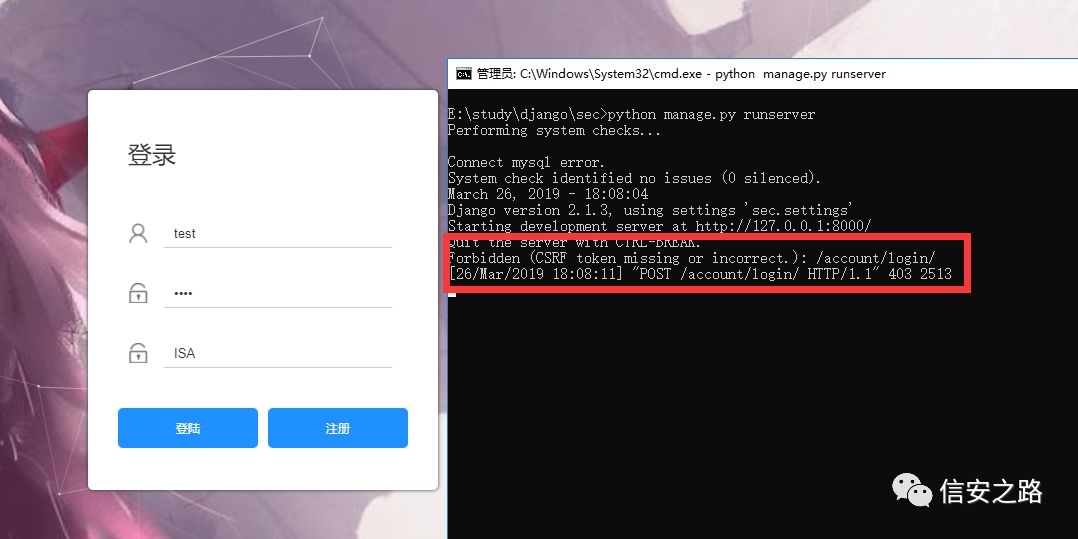 登录
test
••••
ISA
登陆
注册
管理员: C:\Windows\System32\cmd.exe - python  manage.py runserver
E:\study\django\sec>python manage.py runserver
Performing system checks...
Connect mysql error.
System check identified no issues (0 silenced).
March 26, 2019 - 18:08:04
Django version 2.1.3, using settings 'sec.settings'
Starting development server at http://127.0.0.1:8000/
Quit the server with CTRL-BREAK.
Forbidden (CSRF token missing or incorrect.): /account/login/
[26/Mar/2019 18:08:11] "POST /account/login/ HTTP/1.1" 403 2513
信安之路